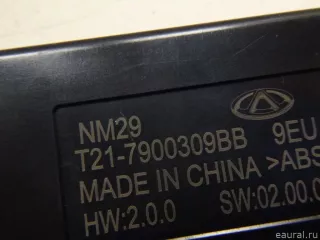 NM29
T21-7900309BB 9EU
MADE IN CHINA >ABS
HW:2.0.0 SW:02.00.0
© eaural.ru